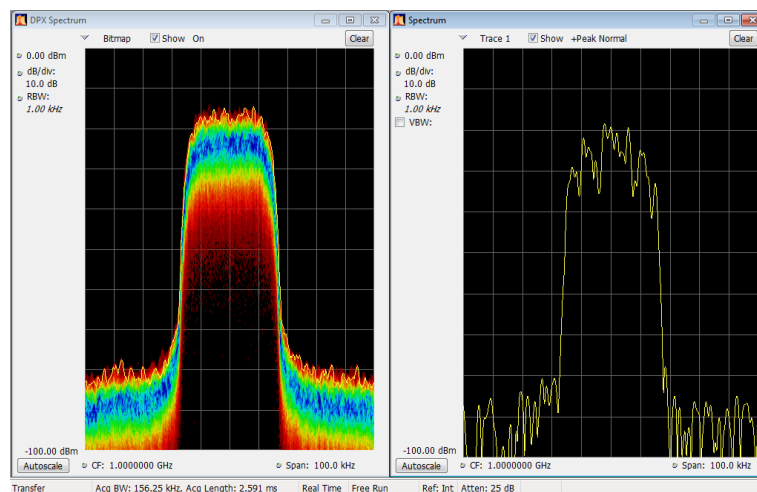 DPX Spectrum
Bitmap Show On Clear
0.00 dBm
dB/div:
10.0 dB
RBW:
1.00 kHz
-100.00 dBm
Autoscale CF: 1.0000000 GHz Span: 100.0 kHz
Spectrum
Trace 1 Show +Peak Normal Clear
0.00 dBm
dB/div:
10.0 dB
RBW:
1.00 kHz
VBW:
-100.00 dBm
Autoscale CF: 1.0000000 GHz Span: 100.0 kHz
Transfer Acq BW: 156.25 kHz, Acq Length: 2.591 ms Real Time Free Run Ref: Int Atten: 25 dB